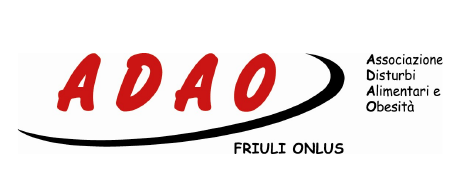 ADAO
Associazione
Disturbi
Alimentari e
Obesità
FRIULI ONLUS